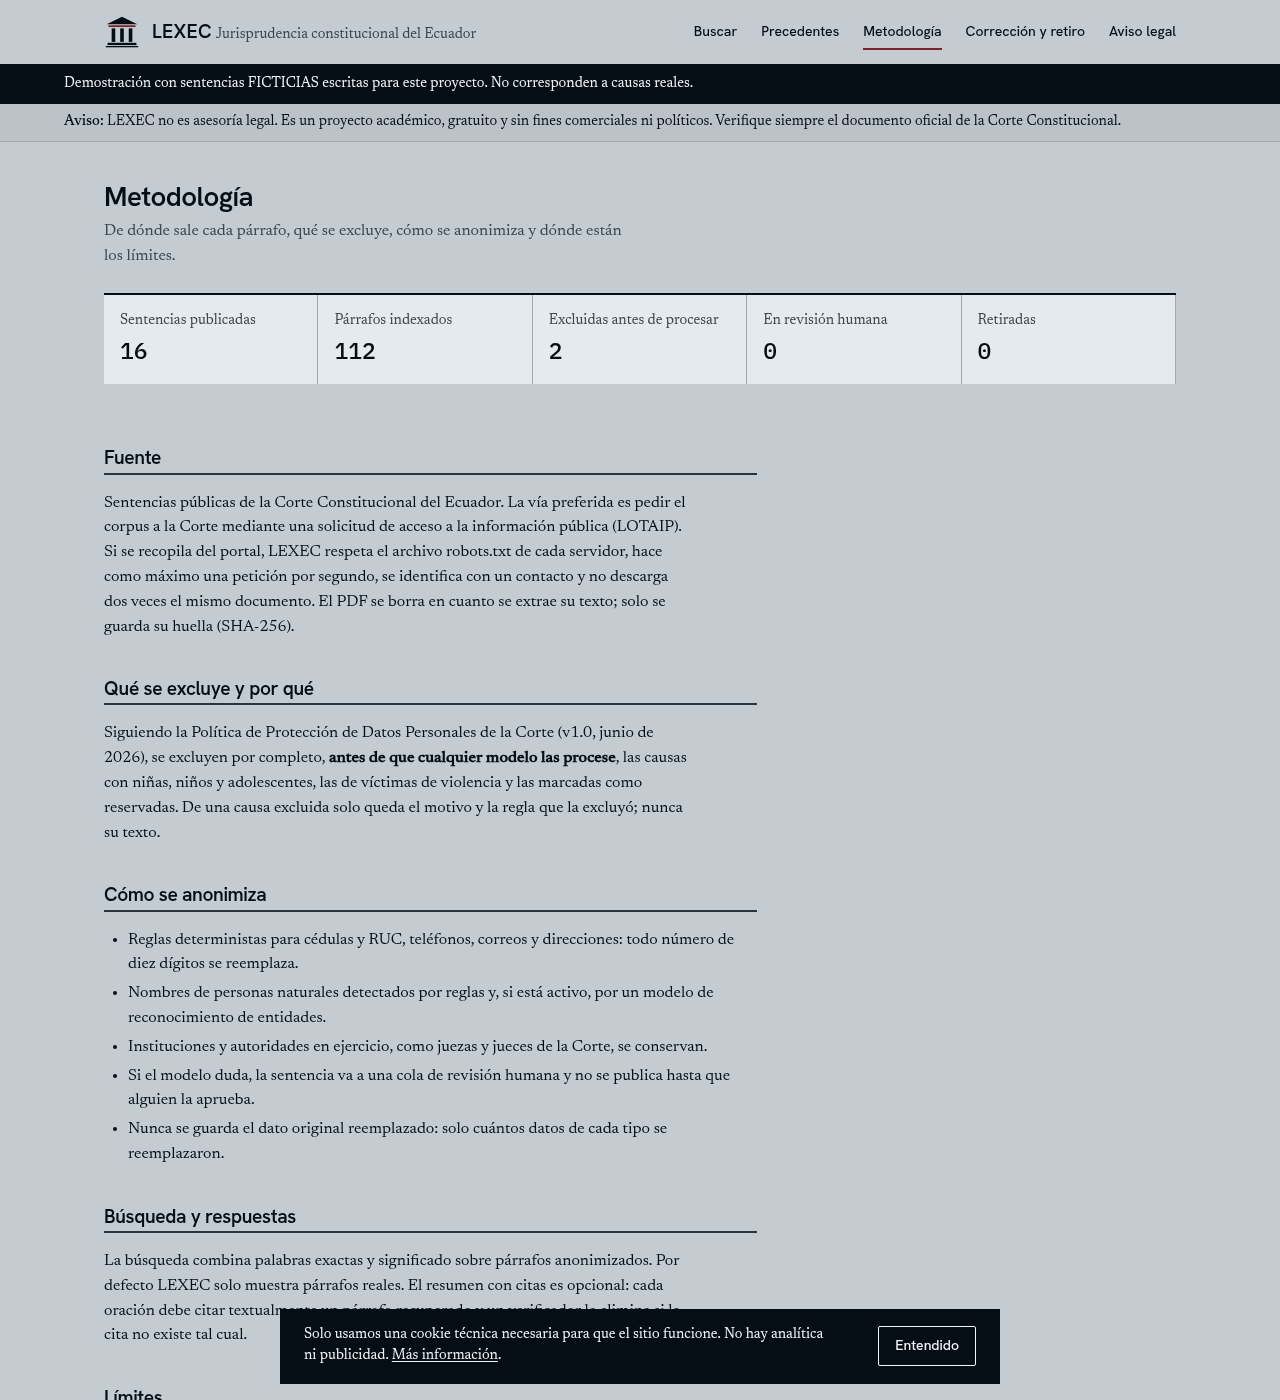 LEXEC Jurisprudencia constitucional del Ecuador
Buscar Precedentes Metodología Corrección y retiro Aviso legal
Demostración con sentencias FICTICIAS escritas para este proyecto. No corresponden a causas reales.
Aviso: LEXEC no es asesoría legal. Es un proyecto académico, gratuito y sin fines comerciales ni políticos. Verifique siempre el documento oficial de la Corte Constitucional.
Metodología
De dónde sale cada párrafo, qué se excluye, cómo se anonimiza y dónde están
los límites.
Sentencias publicadas
16
Párrafos indexados
112
Excluidas antes de procesar
2
En revisión humana
0
Retiradas
0
Fuente
Sentencias públicas de la Corte Constitucional del Ecuador. La vía preferida es pedir el
corpus a la Corte mediante una solicitud de acceso a la información pública (LOTAIP).
Si se recopila del portal, LEXEC respeta el archivo robots.txt de cada servidor, hace
como máximo una petición por segundo, se identifica con un contacto y no descarga
dos veces el mismo documento. El PDF se borra en cuanto se extrae su texto; solo se
guarda su huella (SHA-256).
Qué se excluye y por qué
Siguiendo la Política de Protección de Datos Personales de la Corte (v1.0, junio de
2026), se excluyen por completo, antes de que cualquier modelo las procese, las causas
con niñas, niños y adolescentes, las de víctimas de violencia y las marcadas como
reservadas. De una causa excluida solo queda el motivo y la regla que la excluyó; nunca
su texto.
Cómo se anonimiza
• Reglas deterministas para cédulas y RUC, teléfonos, correos y direcciones: todo número de
diez dígitos se reemplaza.
• Nombres de personas naturales detectados por reglas y, si está activo, por un modelo de
reconocimiento de entidades.
• Instituciones y autoridades en ejercicio, como juezas y jueces de la Corte, se conservan.
• Si el modelo duda, la sentencia va a una cola de revisión humana y no se publica hasta que
alguien la aprueba.
• Nunca se guarda el dato original reemplazado: solo cuántos datos de cada tipo se
reemplazaron.
Búsqueda y respuestas
La búsqueda combina palabras exactas y significado sobre párrafos anonimizados. Por
defecto LEXEC solo muestra párrafos reales. El resumen con citas es opcional: cada
oración debe citar textualmente un párrafo recuperado y un verificador la elimina si la
cita no existe tal cual.
Límites
Solo usamos una cookie técnica necesaria para que el sitio funcione. No hay analítica
ni publicidad. Más información.
Entendido